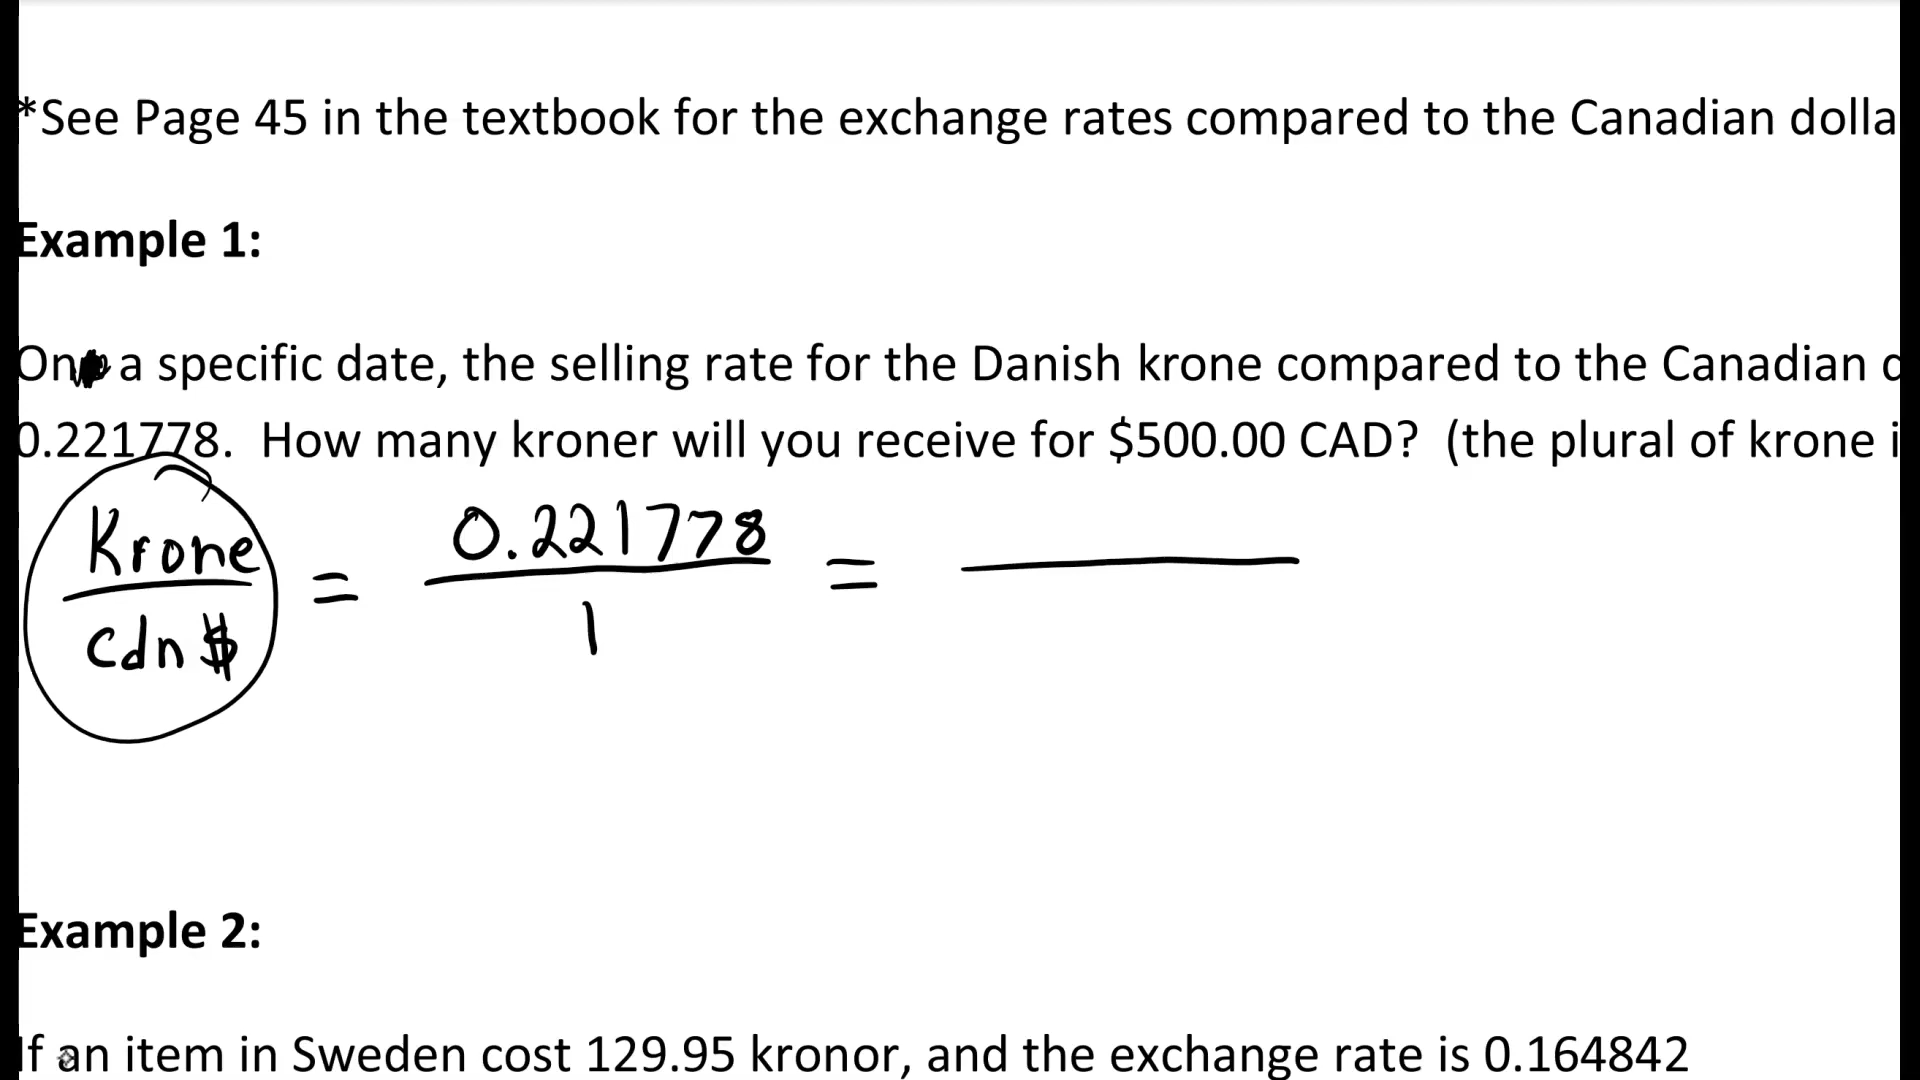 *See Page 45 in the textbook for the exchange rates compared to the Canadian dolla
Example 1:
On a specific date, the selling rate for the Danish krone compared to the Canadian
0.221778. How many kroner will you receive for $500.00 CAD? (the plural of krone i
Krone = 0.221778 =
cdn $ 1
Example 2:
If an item in Sweden cost 129.95 kronor, and the exchange rate is 0.164842